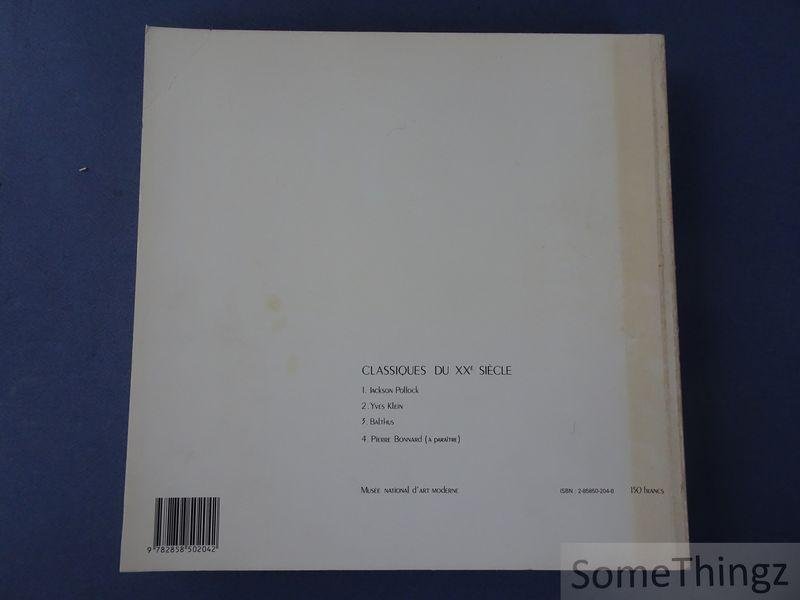 CLASSIQUES DU XXe SIÈCLE
1. Jackson Pollock
2. Yves Klein
3. Balthus
4. Pierre Bonnard (à paraître)
Musée national d'art moderne
ISBN : 2-85850-204-0
150 francs
9 782858 502042
SomeThingz